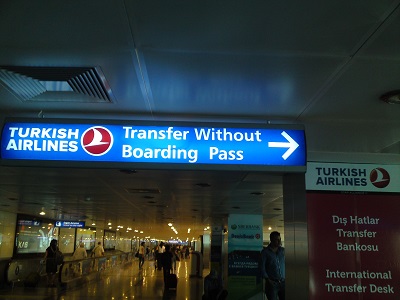 TURKISH
AIRLINES
Transfer Without
Boarding Pass
TURKISH
AIRLINES
Dış Hatlar
Transfer
Bankosu
International
Transfer Desk